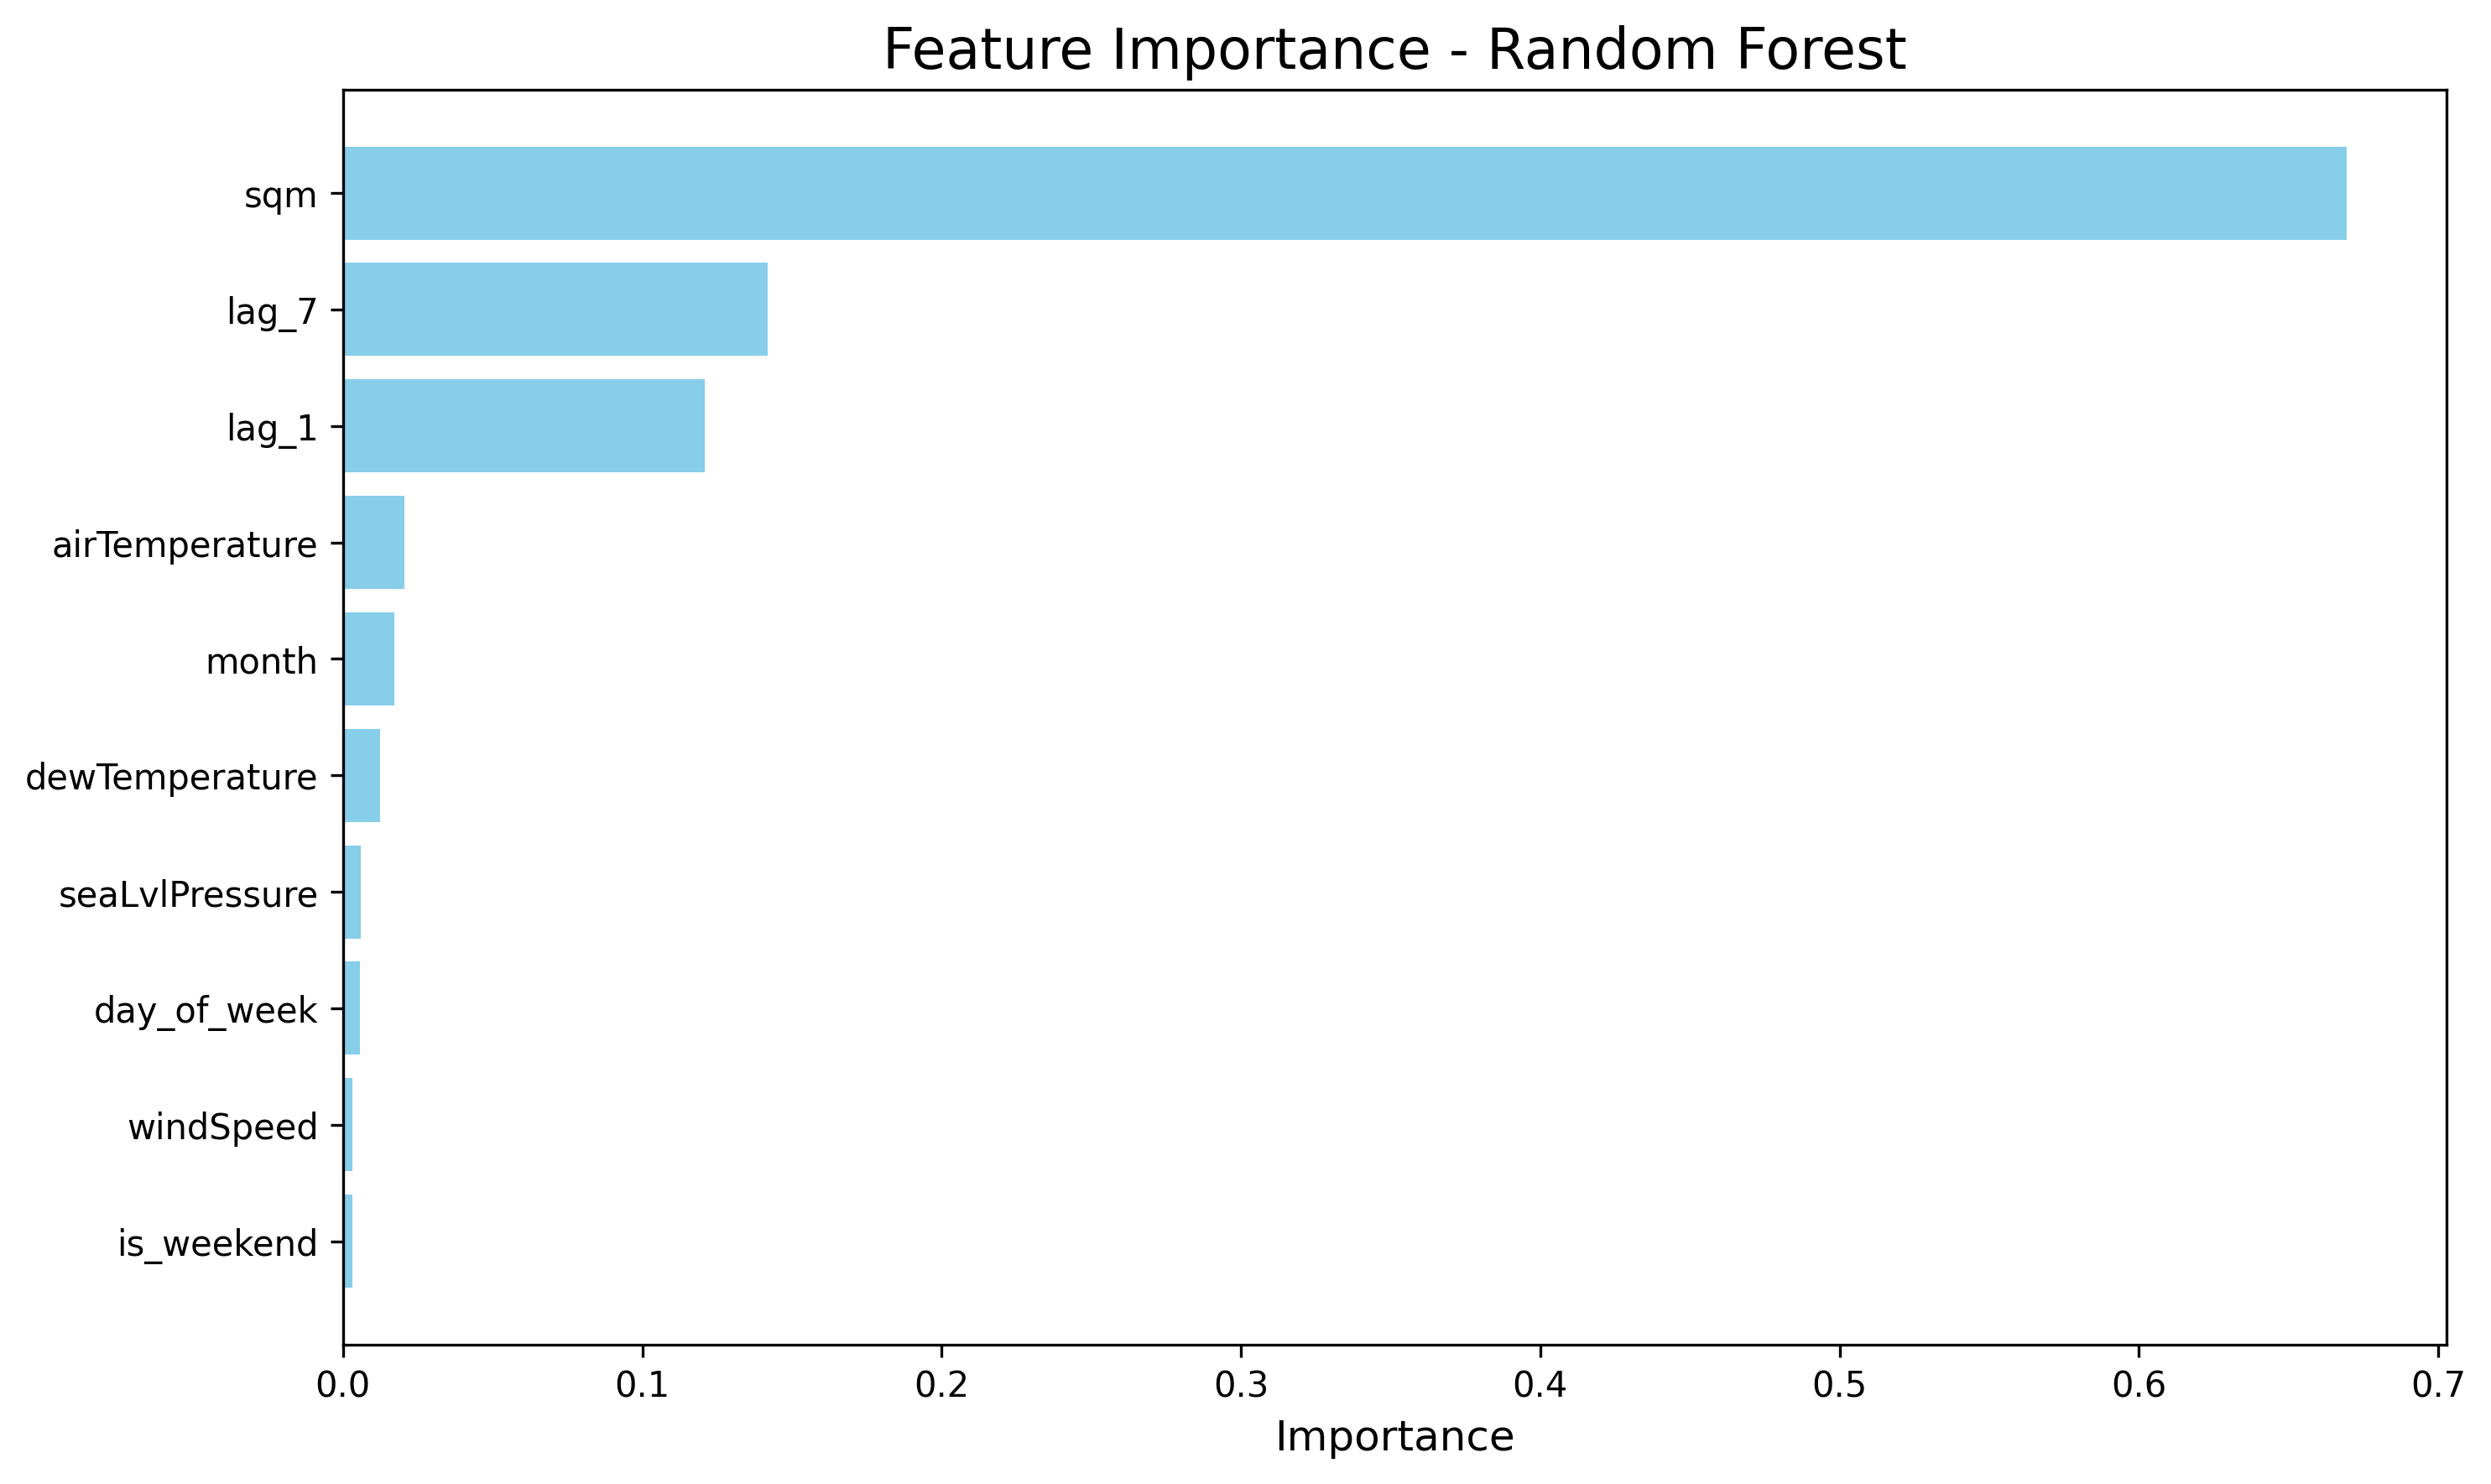 Feature Importance - Random Forest
sqm
lag_7
lag_1
airTemperature
month
dewTemperature
seaLvlPressure
day_of_week
windSpeed
is_weekend
0.0 0.1 0.2 0.3 0.4 0.5 0.6 0.7
Importance